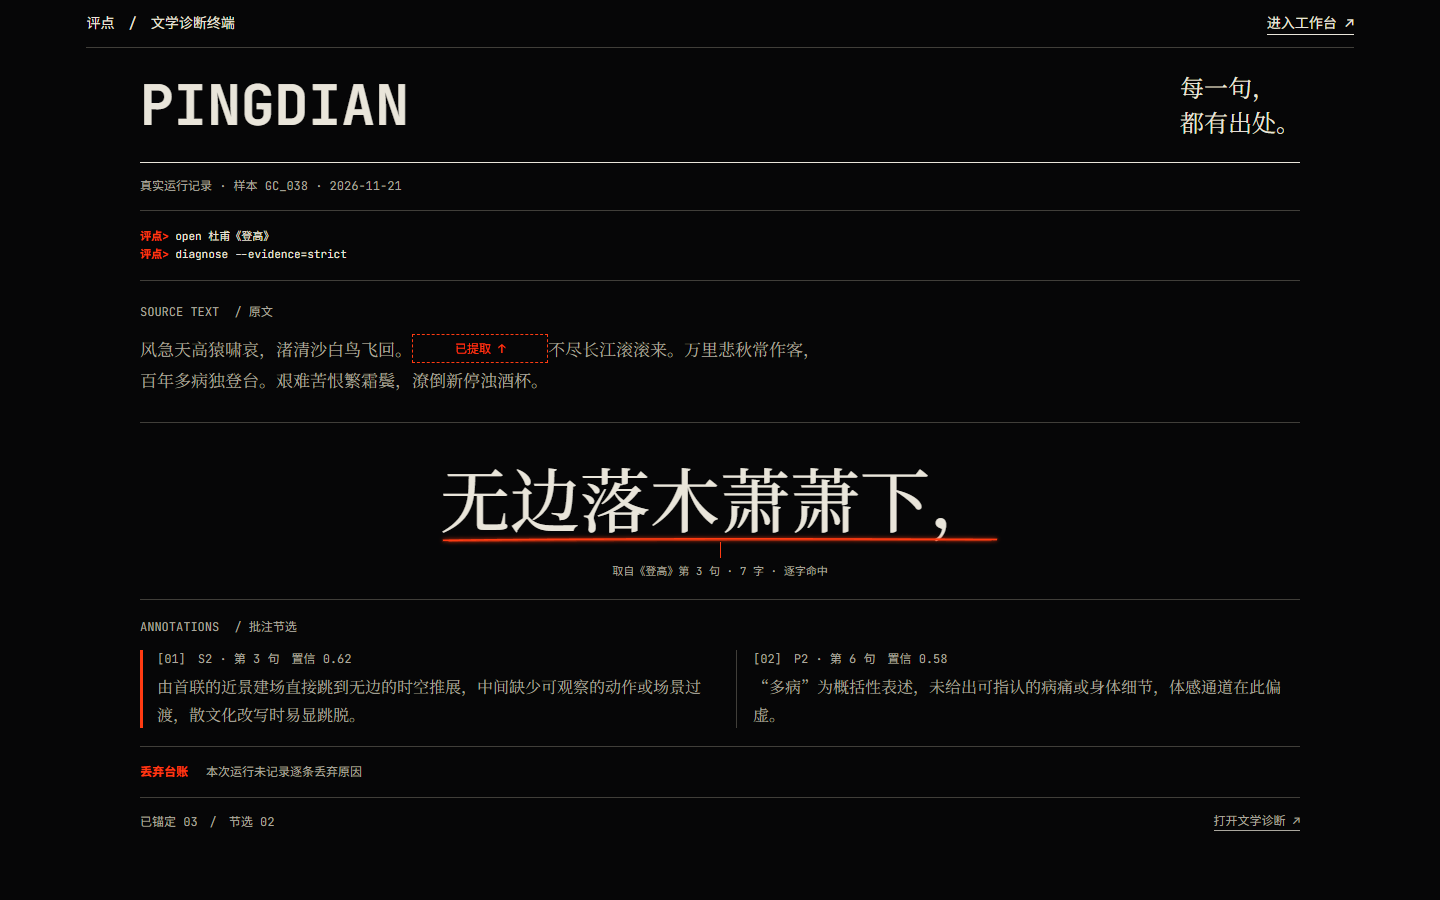 评点 / 文学诊断终端
进入工作台 ↗
PINGDIAN
每一句，
都有出处。
真实运行记录 · 样本 GC_038 · 2026-11-21
评点> open 杜甫《登高》
评点> diagnose --evidence=strict
SOURCE TEXT / 原文
风急天高猿啸哀，渚清沙白鸟飞回。已提取 ↑不尽长江滚滚来。万里悲秋常作客，
百年多病独登台。艰难苦恨繁霜鬓，潦倒新停浊酒杯。
无边落木萧萧下，
取自《登高》第 3 句 · 7 字 · 逐字命中
ANNOTATIONS / 批注节选
[01] S2 · 第 3 句 置信 0.62
由首联的近景建场直接跳到无边的时空推展，中间缺少可观察的动作或场景过
渡，散文化改写时易显跳脱。
[02] P2 · 第 6 句 置信 0.58
“多病”为概括性表述，未给出可指认的病痛或身体细节，体感通道在此偏
虚。
丢弃台账 本次运行未记录逐条丢弃原因
已锚定 03 / 节选 02
打开文学诊断 ↗